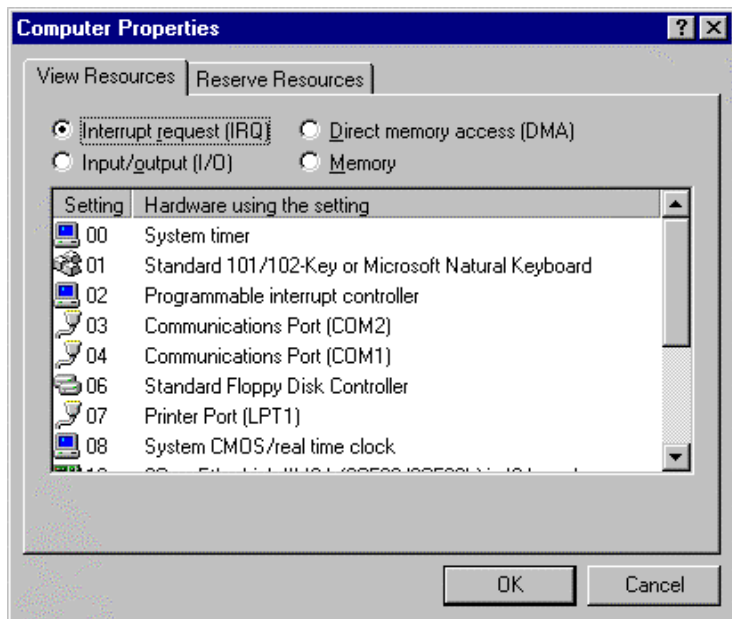 Computer Properties
View Resources Reserve Resources
Interrupt request (IRQ) Direct memory access (DMA)
Input/output (I/O) Memory
Setting Hardware using the setting
00 System timer
01 Standard 101/102-Key or Microsoft Natural Keyboard
02 Programmable interrupt controller
03 Communications Port (COM2)
04 Communications Port (COM1)
06 Standard Floppy Disk Controller
07 Printer Port (LPT1)
08 System CMOS/real time clock
OK Cancel